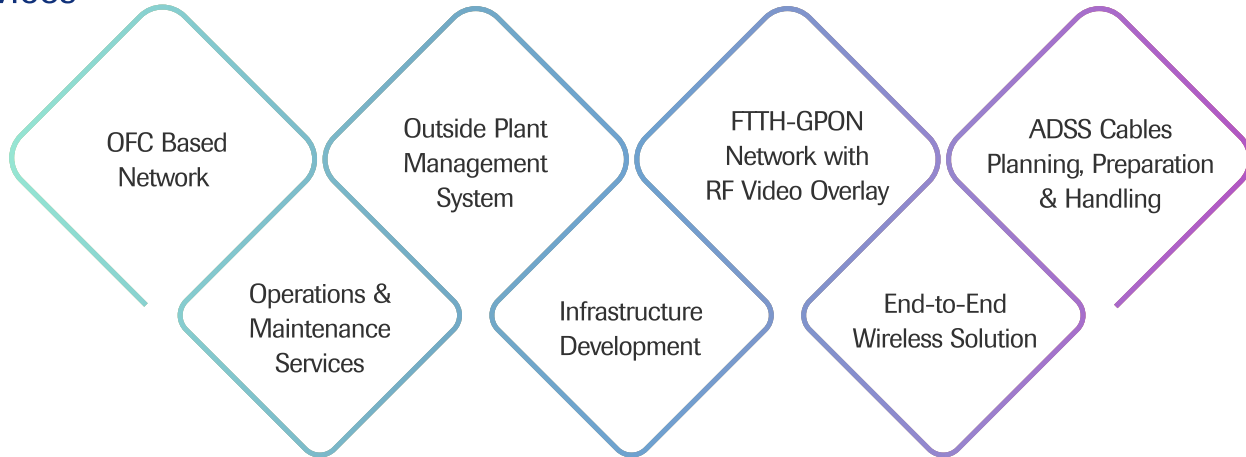 OFC Based
Network
Outside Plant
Management
System
FTTH-GPON
Network with
RF Video Overlay
ADSS Cables
Planning, Preparation
& Handling
Operations &
Maintenance
Services
Infrastructure
Development
End-to-End
Wireless Solution